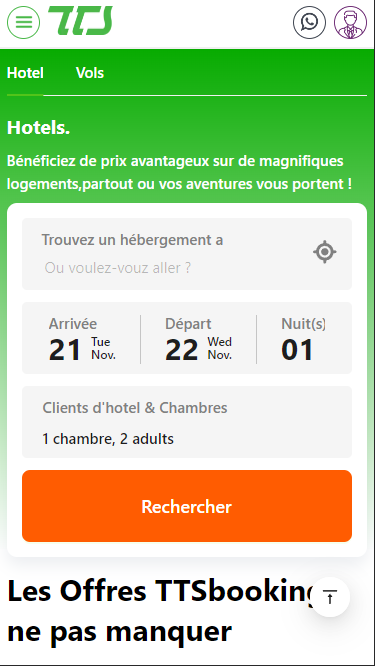 TTS
Hotel Vols
Hotels.
Bénéficiez de prix avantageux sur de magnifiques
logements,partout ou vos aventures vous portent !
Trouvez un hébergement a
Ou voulez-vouz aller ?
Arrivée Départ Nuit(s)
21 Tue Nov. 22 Wed Nov. 01
Clients d'hotel & Chambres
1 chambre, 2 adults
Rechercher
Les Offres TTSbooking
ne pas manquer